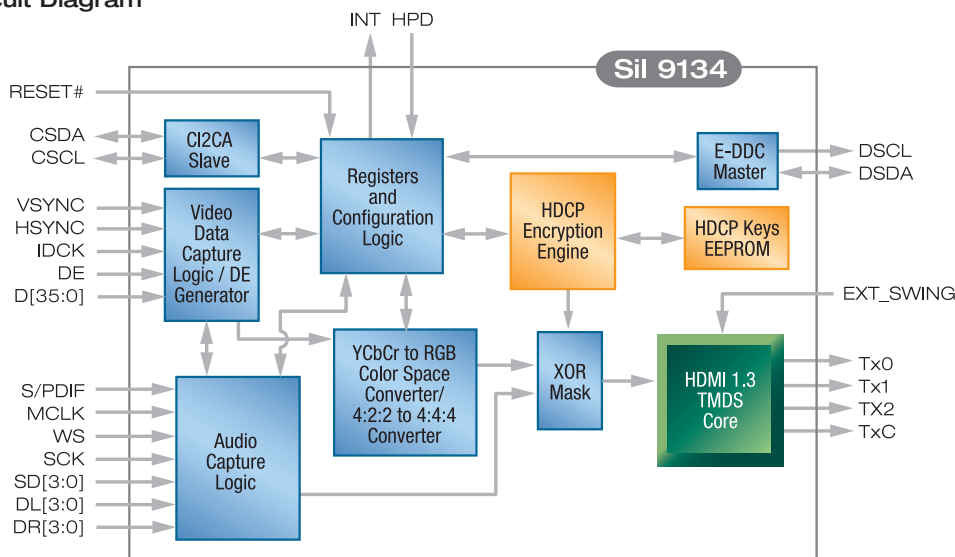 cuit Diagram
INT HPD
Sil 9134
RESET#
CSDA
CSCL
CI2CA
Slave
Registers
and
Configuration
Logic
E-DDC
Master
DSCL
DSDA
VSYNC
HSYNC
IDCK
DE
D[35:0]
Video
Data
Capture
Logic / DE
Generator
HDCP
Encryption
Engine
HDCP Keys
EEPROM
EXT_SWING
YCbCr to RGB
Color Space
Converter/
4:2:2 to 4:4:4
Converter
XOR
Mask
HDMI 1.3
TMDS
Core
Tx0
Tx1
TX2
TxC
S/PDIF
MCLK
WS
SCK
SD[3:0]
DL[3:0]
DR[3:0]
Audio
Capture
Logic